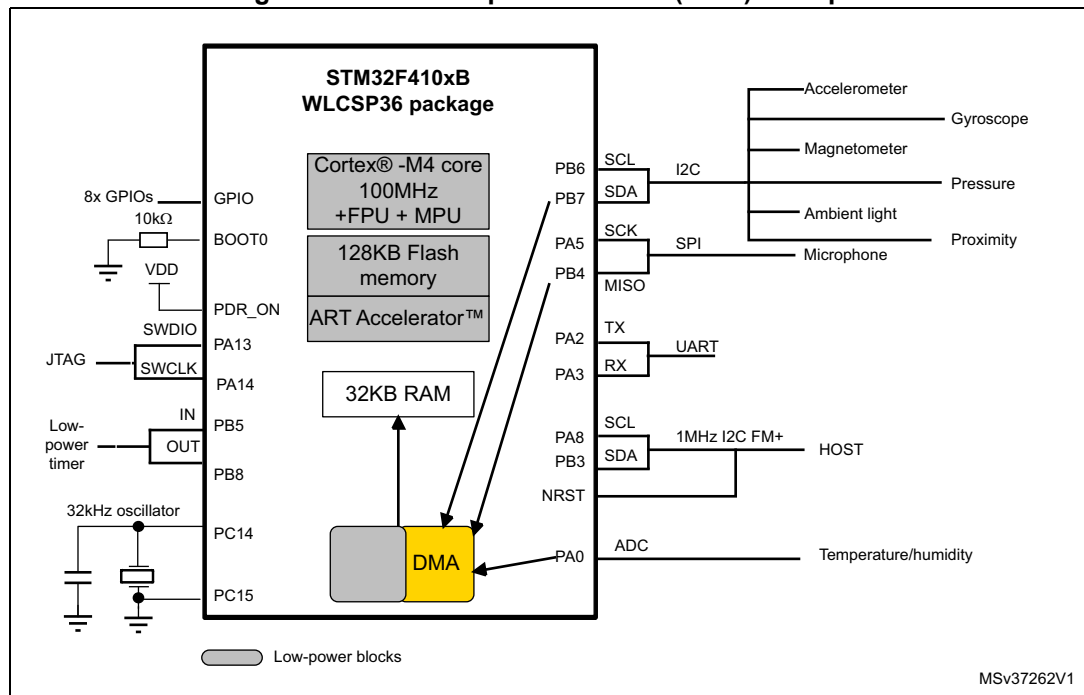 STM32F410xB
WLCSP36 package
Cortex® -M4 core
100MHz
+FPU + MPU
128KB Flash
memory
ART Accelerator™
32KB RAM
DMA
8x GPIOs
GPIO
10kΩ
BOOT0
VDD
PDR_ON
SWDIO
PA13
JTAG
SWCLK
PA14
IN
PB5
Low-
power
timer
OUT
PB8
32kHz oscillator
PC14
PC15
PB6
SCL
I2C
PB7
SDA
Accelerometer
Gyroscope
Magnetometer
Pressure
Ambient light
Proximity
PA5
SCK
SPI
Microphone
PB4
MISO
PA2
TX
UART
PA3
RX
PA8
SCL
1MHz I2C FM+
HOST
PB3
SDA
NRST
PA0
ADC
Temperature/humidity
Low-power blocks
MSv37262V1